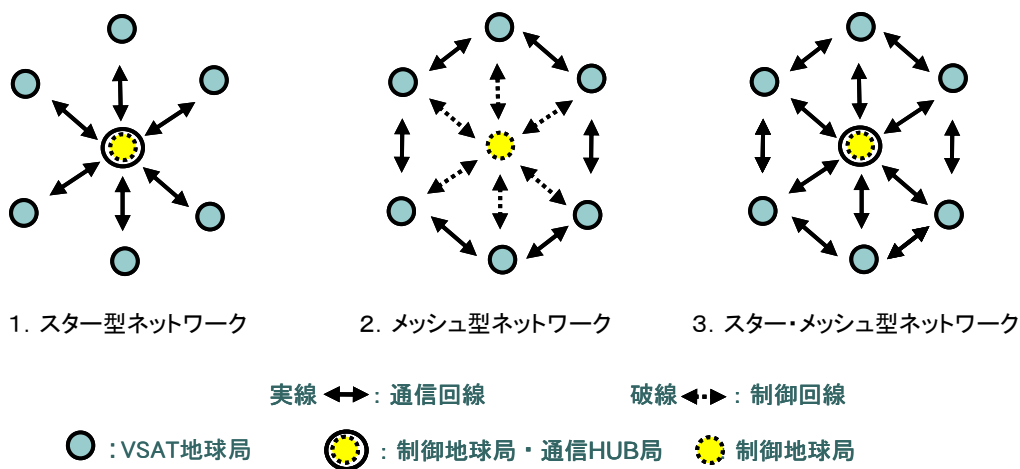 1．スター型ネットワーク
2．メッシュ型ネットワーク
3．スター・メッシュ型ネットワーク
実線 : 通信回線
破線 : 制御回線
:VSAT地球局
: 制御地球局・通信HUB局
制御地球局